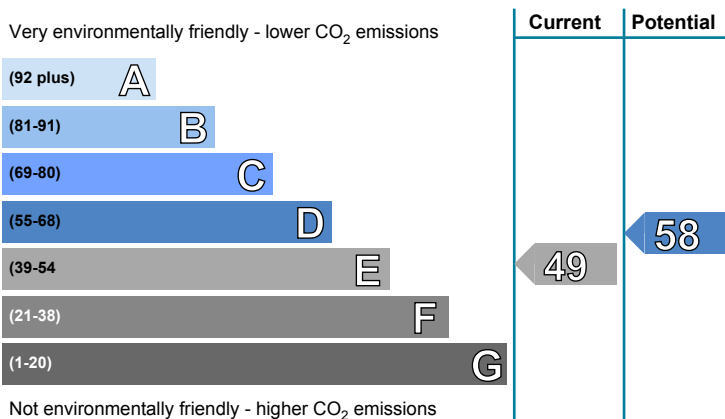 Very environmentally friendly - lower CO₂ emissions
Current Potential
(92 plus) A
(81-91) B
(69-80) C
(55-68) D
58
(39-54 E
49
(21-38) F
(1-20) G
Not environmentally friendly - higher CO₂ emissions